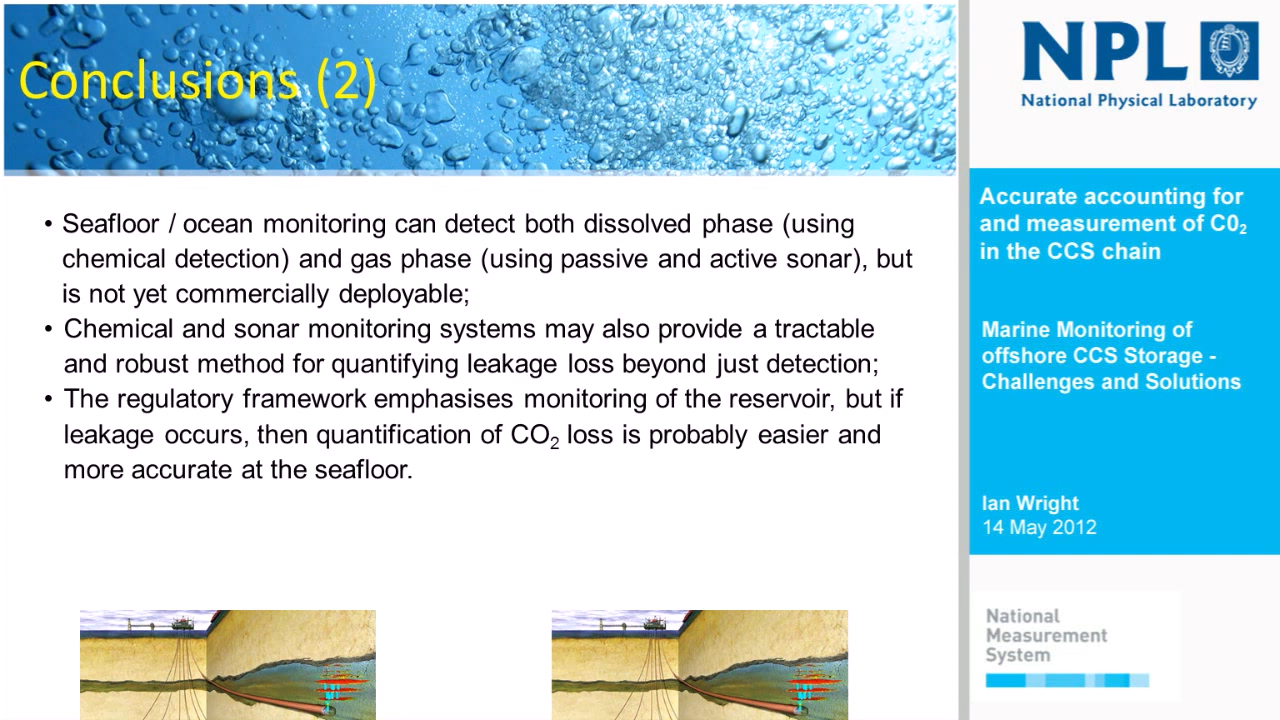 Conclusions (2)
• Seafloor / ocean monitoring can detect both dissolved phase (using
chemical detection) and gas phase (using passive and active sonar), but
is not yet commercially deployable;
• Chemical and sonar monitoring systems may also provide a tractable
and robust method for quantifying leakage loss beyond just detection;
• The regulatory framework emphasises monitoring of the reservoir, but if
leakage occurs, then quantification of CO₂ loss is probably easier and
more accurate at the seafloor.
NPL
National Physical Laboratory
Accurate accounting for
and measurement of C0₂
in the CCS chain
Marine Monitoring of
offshore CCS Storage -
Challenges and Solutions
Ian Wright
14 May 2012
National
Measurement
System